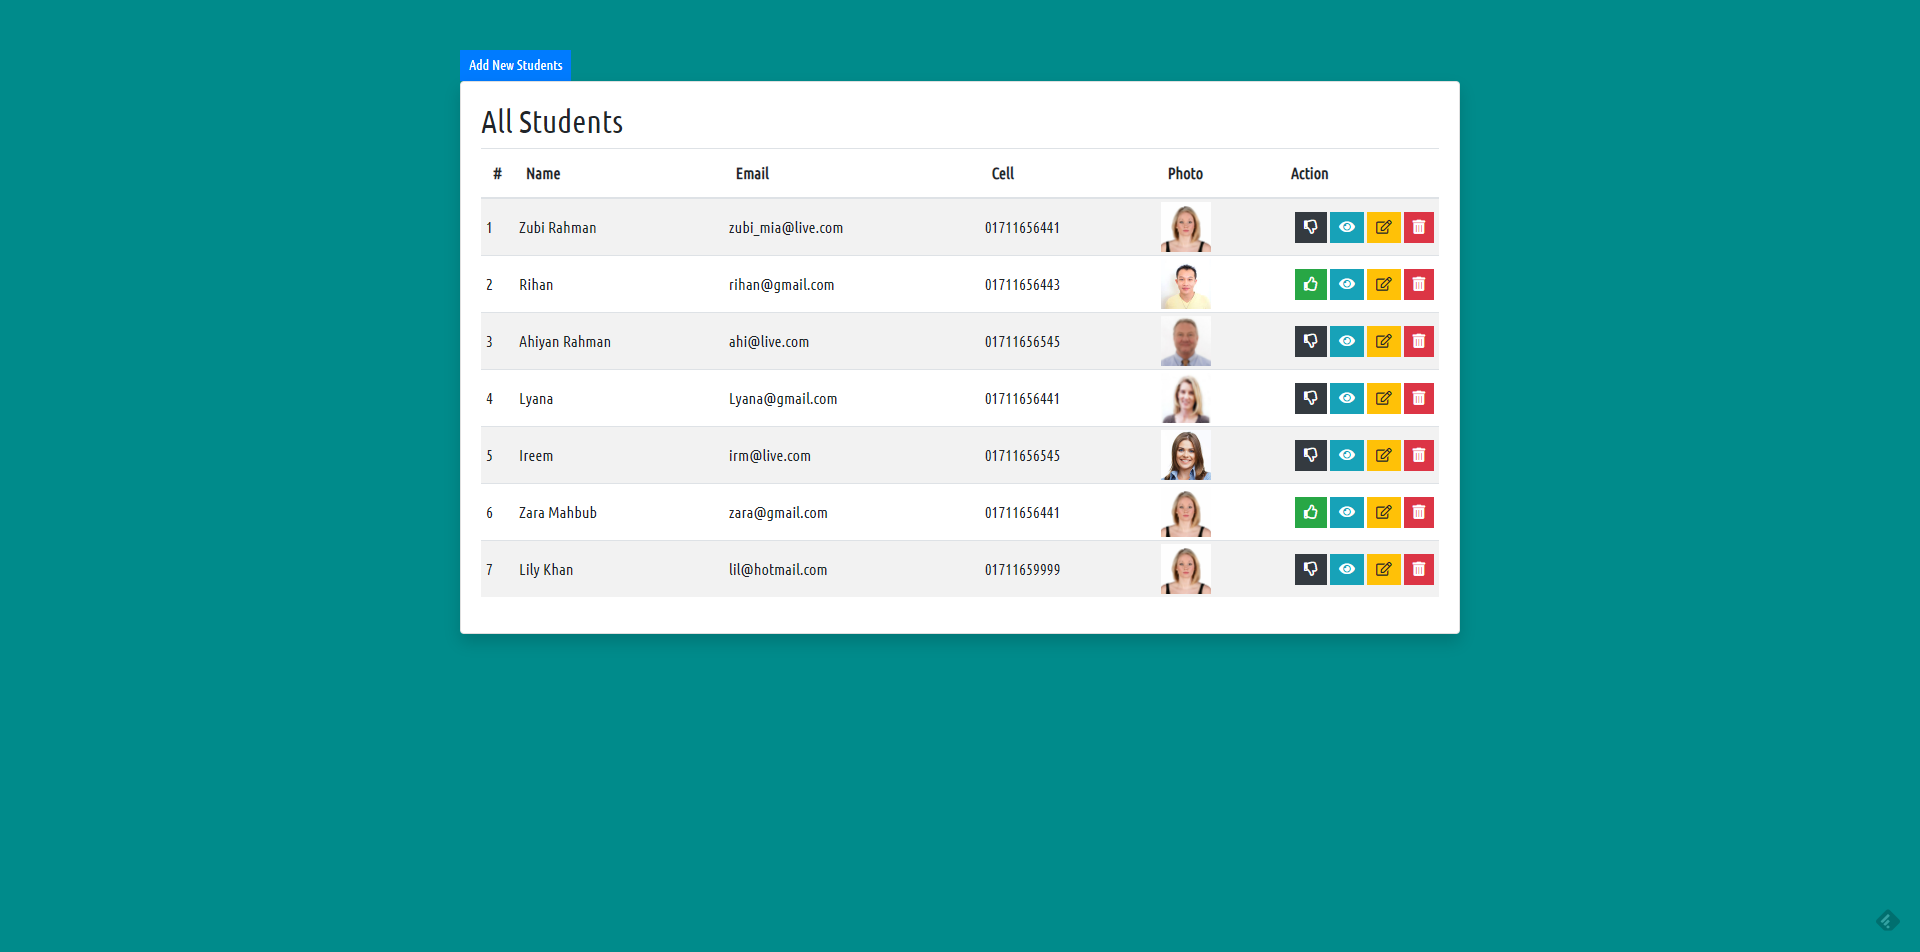 Add New Students
All Students
# Name Email Cell Photo Action
1 Zubi Rahman zubi_mia@live.com 01711656441
2 Rihan rihan@gmail.com 01711656443
3 Ahiyan Rahman ahi@live.com 01711656545
4 Lyana Lyana@gmail.com 01711656441
5 Ireem irm@live.com 01711656545
6 Zara Mahbub zara@gmail.com 01711656441
7 Lily Khan lil@hotmail.com 01711659999